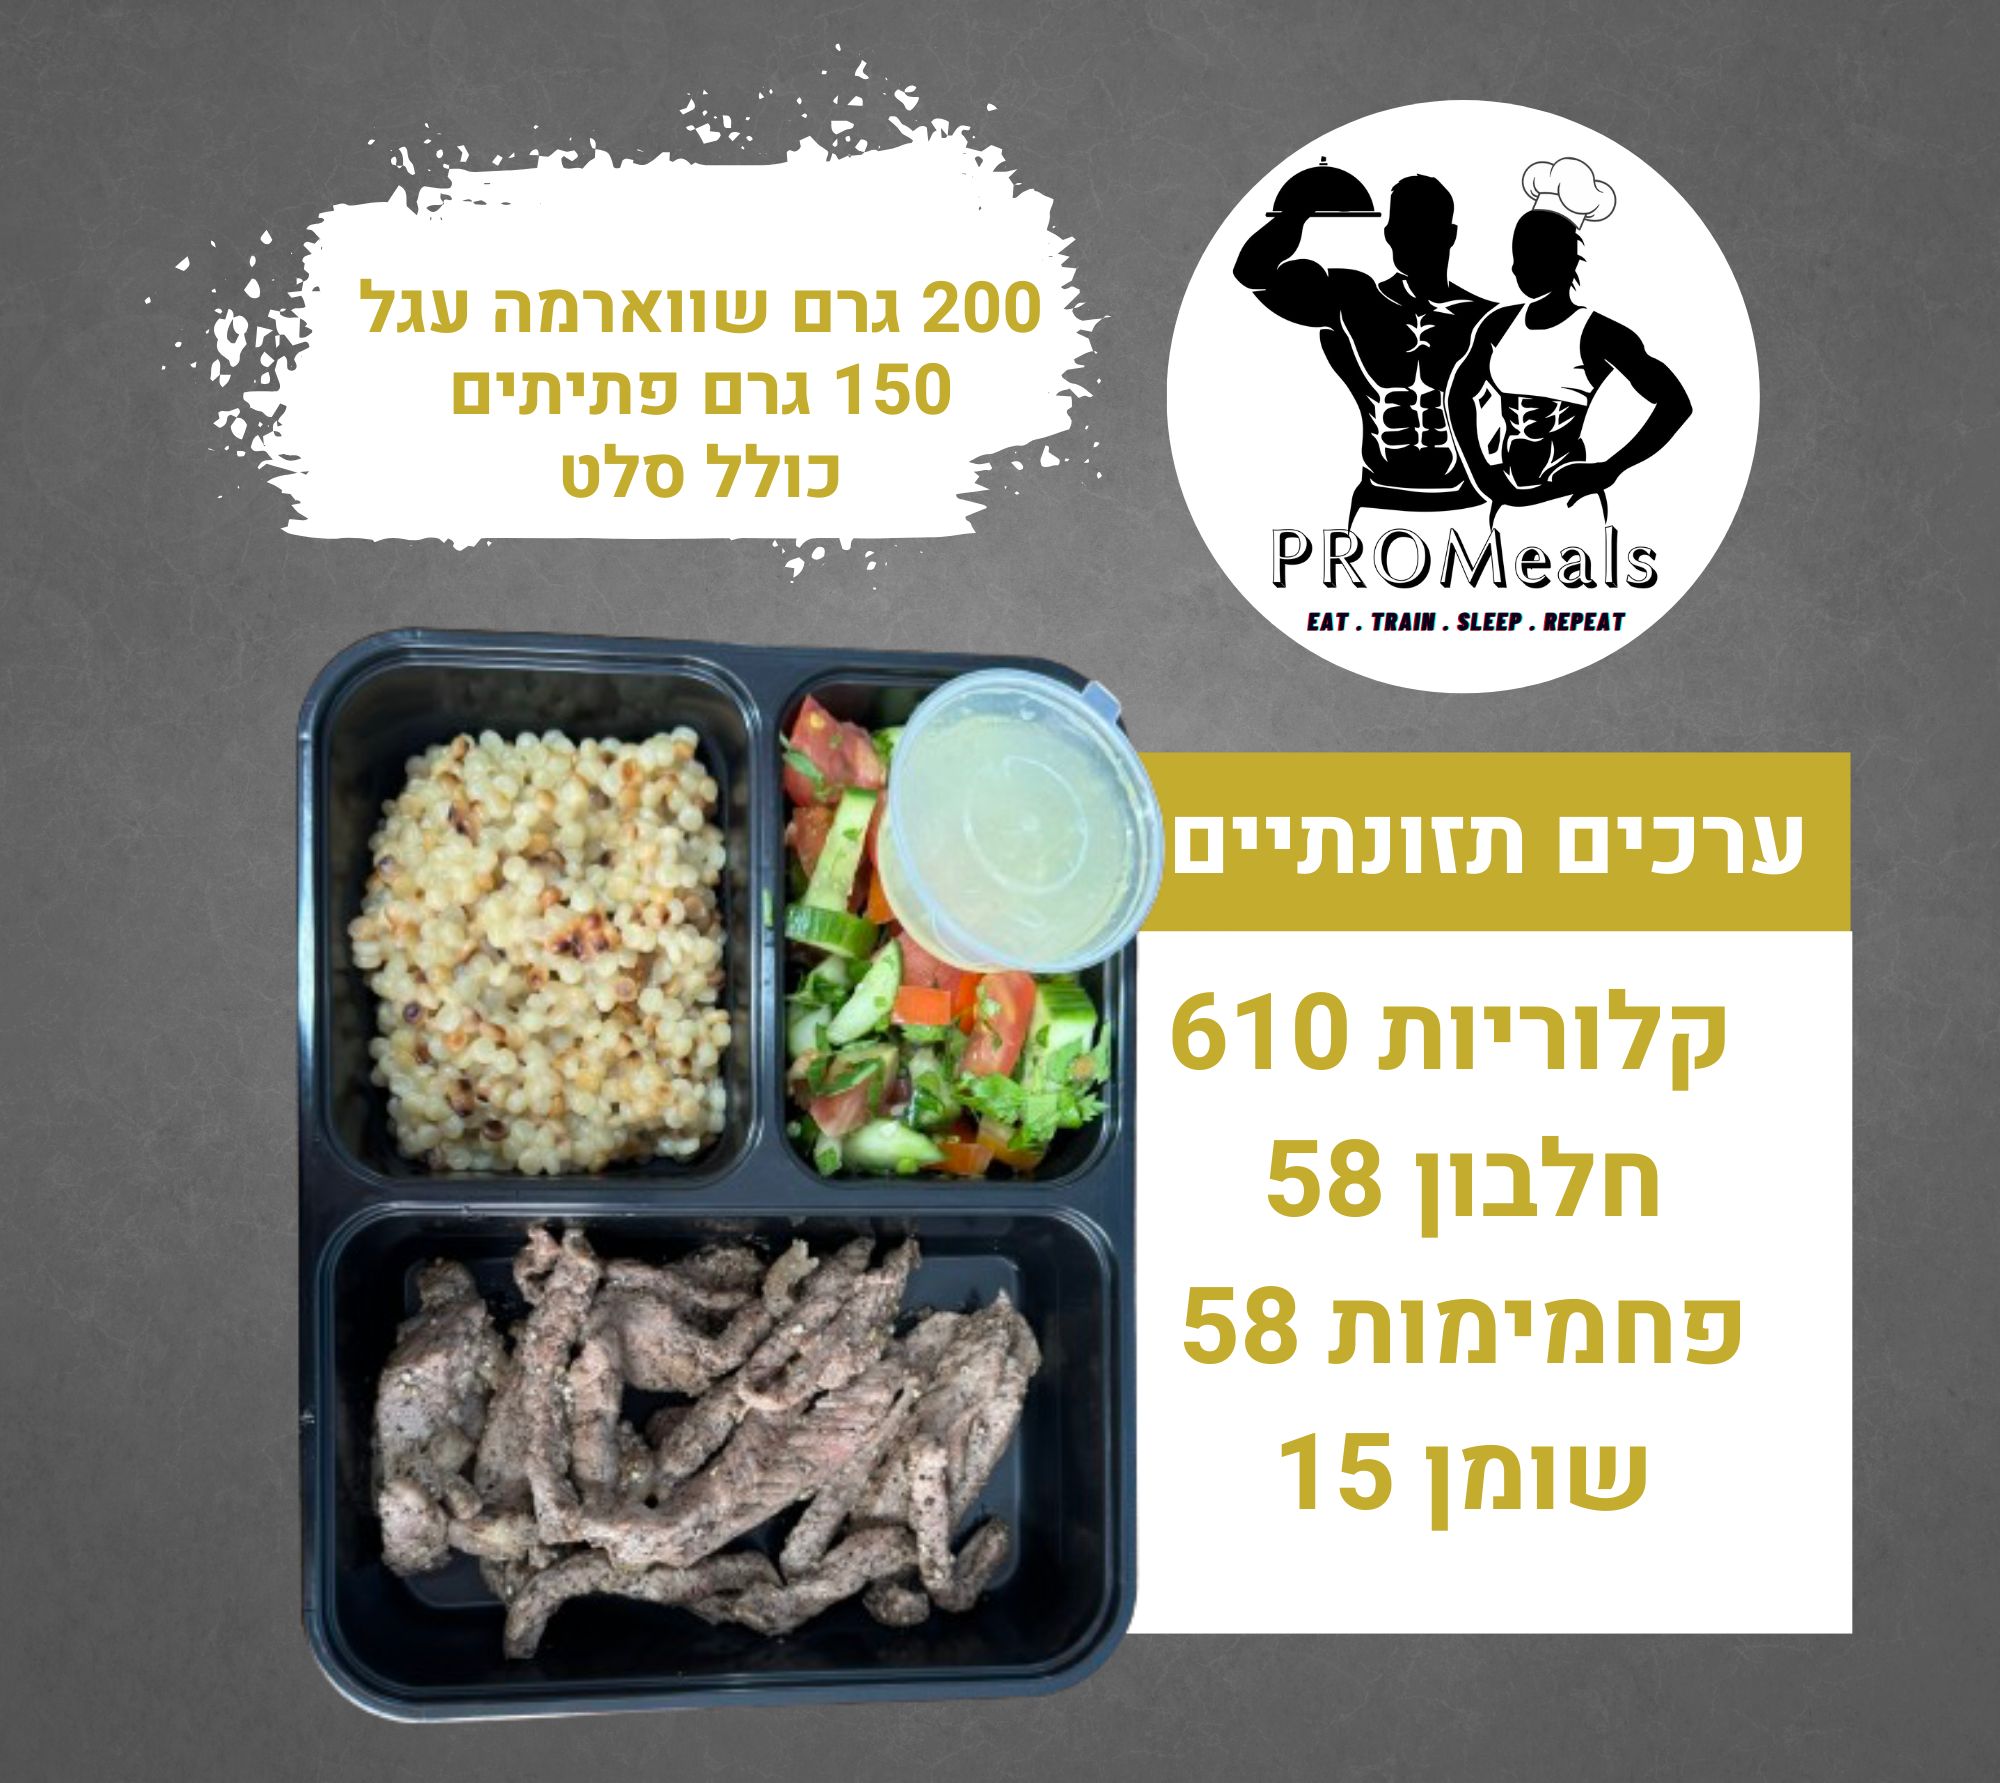 200 גרם שווארמה עגל
150 גרם פתיתים
כולל סלט
PROMeals
EAT . TRAIN . SLEEP . REPEAT
ערכים תזונתיים
קלוריות 610
חלבון 58
פחמימות 58
שומן 15